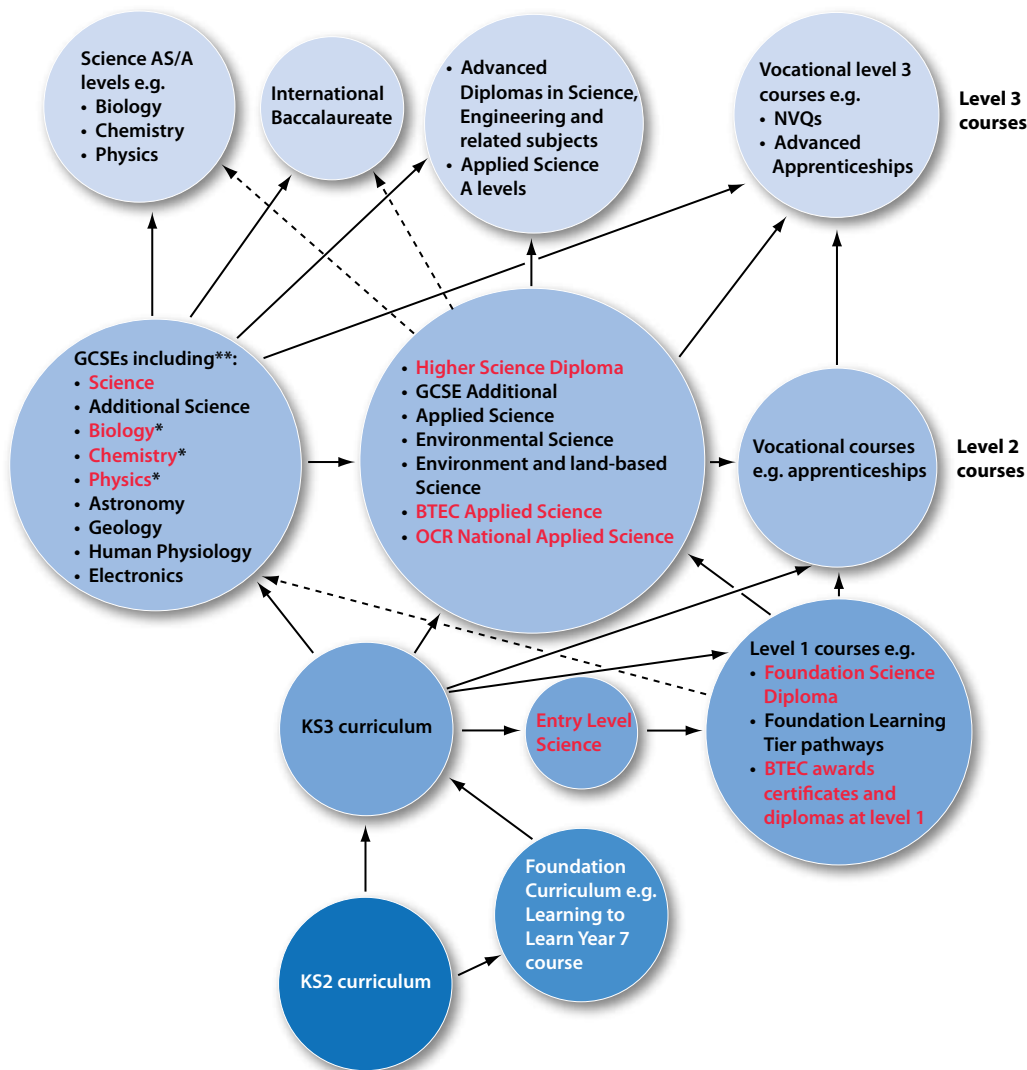 Science AS/A
levels e.g.
• Biology
• Chemistry
• Physics
International
Baccalaureate
• Advanced
Diplomas in Science,
Engineering and
related subjects
• Applied Science
A levels
Vocational level 3
courses e.g.
• NVQs
• Advanced
Apprenticeships
Level 3
courses
GCSEs including**:
• Science
• Additional Science
• Biology*
• Chemistry*
• Physics*
• Astronomy
• Geology
• Human Physiology
• Electronics
• Higher Science Diploma
• GCSE Additional
• Applied Science
• Environmental Science
• Environment and land-based
Science
• BTEC Applied Science
• OCR National Applied Science
Vocational courses
e.g. apprenticeships
Level 2
courses
KS3 curriculum
Entry Level
Science
Level 1 courses e.g.
• Foundation Science
Diploma
• Foundation Learning
Tier pathways
• BTEC awards
certificates and
diplomas at level 1
Foundation
Curriculum e.g.
Learning to
Learn Year 7
course
KS2 curriculum